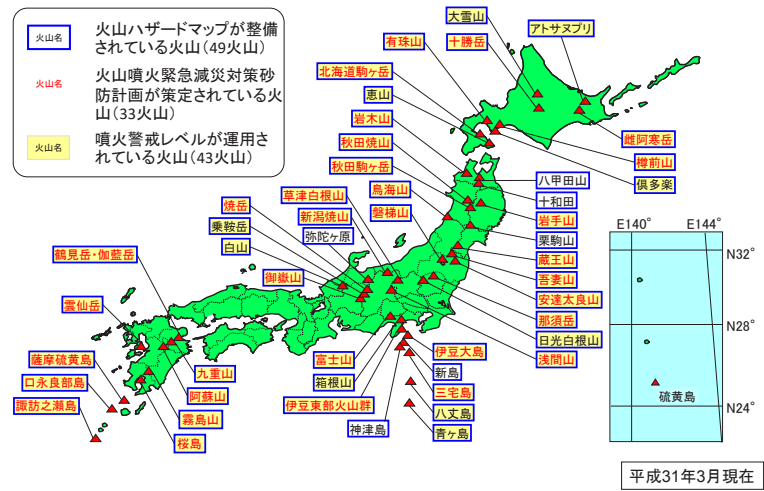 火山名
火山ハザードマップが整備
されている火山(49火山)
火山名
火山噴火緊急減災対策砂
防計画が策定されている火
山(33火山)
火山名
噴火警戒レベルが運用さ
れている火山(43火山)
大雪山
アトサヌプリ
有珠山
十勝岳
北海道駒ヶ岳
恵山
岩木山
秋田焼山
秋田駒ヶ岳
雌阿寒岳
樽前山
倶多楽
八甲田山
十和田
岩手山
栗駒山
蔵王山
吾妻山
安達太良山
那須岳
日光白根山
浅間山
鳥海山
磐梯山
草津白根山
新潟焼山
弥陀ヶ原
焼岳
乗鞍岳
白山
御嶽山
鶴見岳・伽藍岳
雲仙岳
薩摩硫黄島
口永良部島
諏訪之瀬島
九重山
阿蘇山
霧島山
桜島
富士山
箱根山
伊豆東部火山群
神津島
伊豆大島
新島
三宅島
八丈島
青ヶ島
E140°
E144°
N32°
N28°
N24°
硫黄島
平成31年3月現在